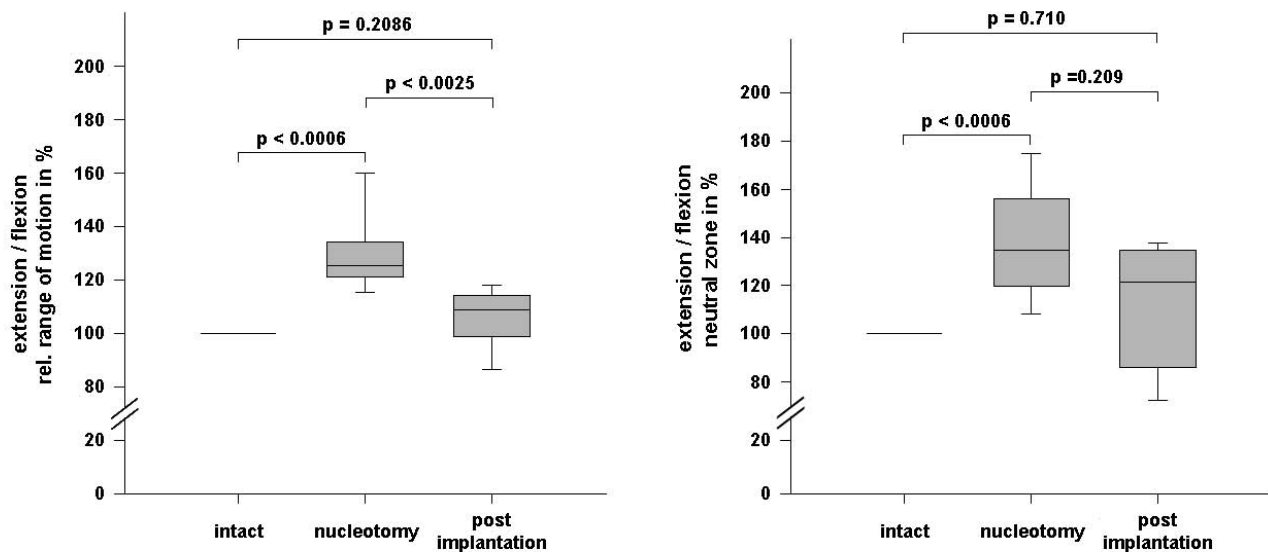 p = 0.2086
p < 0.0025
p < 0.0006
extension / flexion
rel. range of motion in %
200
180
160
140
120
100
80
20
0
intact
nucleotomy
post
implantation
p = 0.710
p =0.209
p < 0.0006
extension / flexion
neutral zone in %
200
180
160
140
120
100
80
20
0
intact
nucleotomy
post
implantation